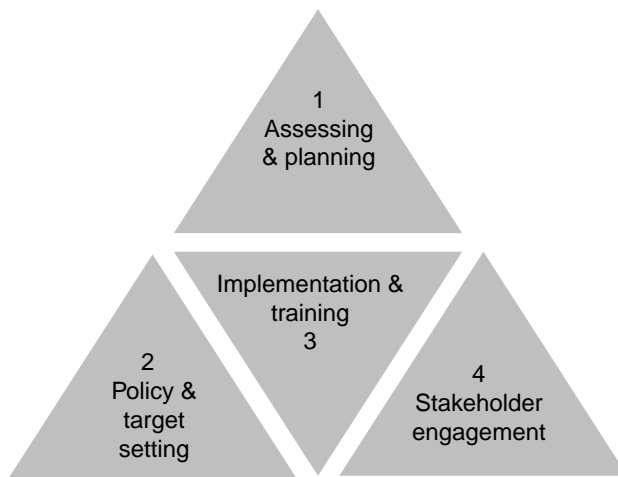 1
Assessing
& planning
Implementation &
training
3
2
Policy &
target
setting
4
Stakeholder
engagement